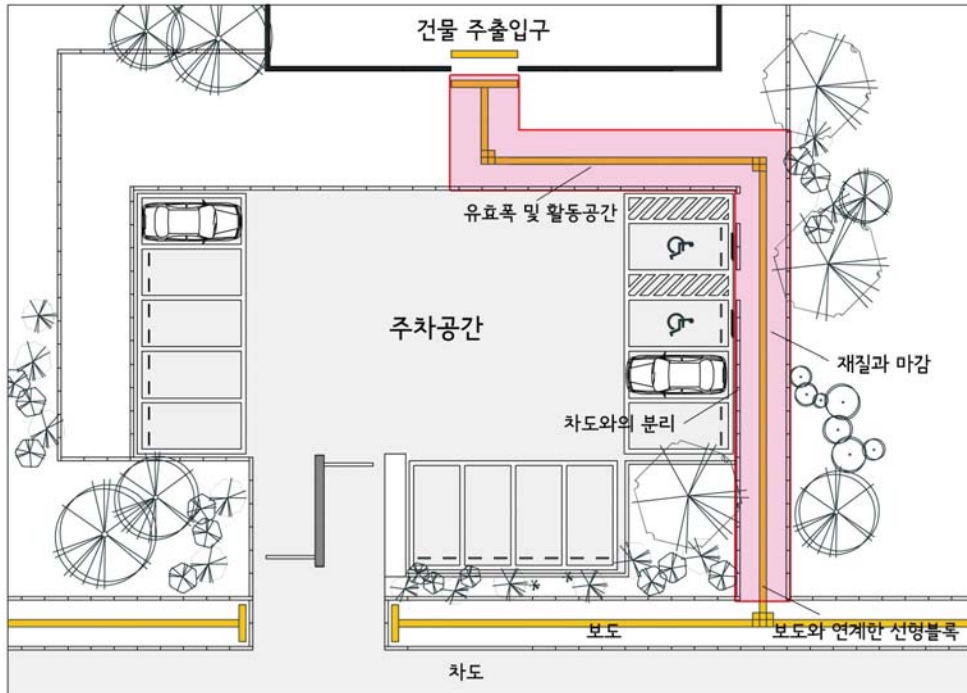 건물 주출입구
유효폭 및 활동공간
주차공간
재질과 마감
차도와의 분리
보도
보도와 연계한 선형블록
차도